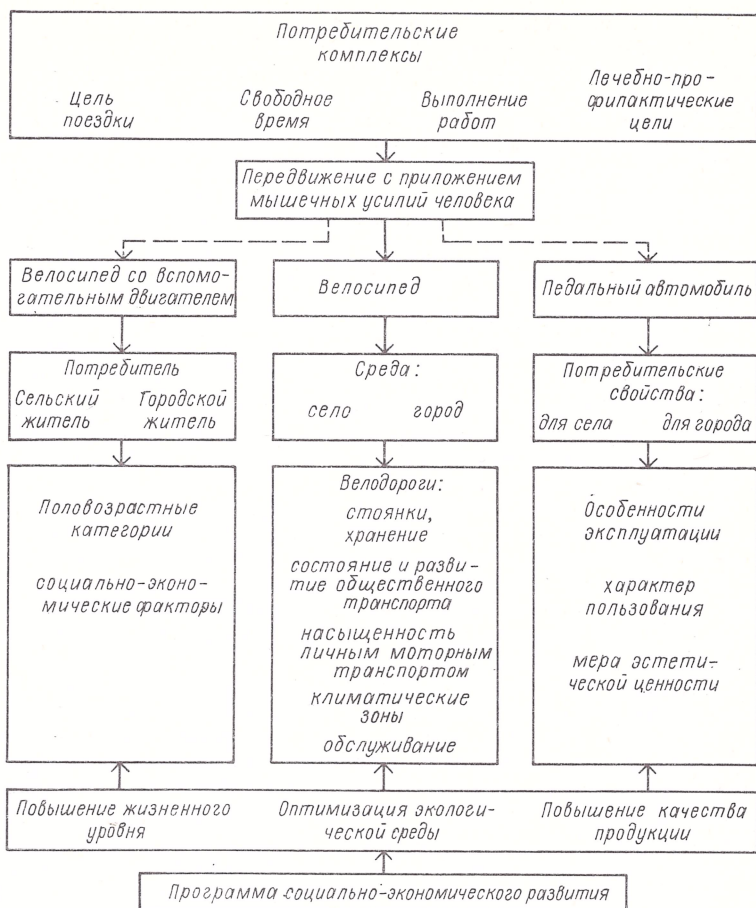 Потребительские
комплексы
Цель
поездки
Свободное
время
Выполнение
работ
Лечебно-про-
филактические
цели
Передвижение с приложением
мышечных усилий человека
Велосипед со вспомо-
гательным двигателем
Велосипед
Педальный автомобиль
Потребитель
Сельский
житель
Городской
житель
Среда:
село
город
Потребительские
свойства:
для села
для города
Половозрастные
категории
социально-эконо-
мические факторы
Велодороги:
стоянки,
хранение
состояние и разви-
тие общественного
транспорта
насыщенность
личным моторным
транспортом
климатические
зоны
обслуживание
Особенности
эксплуатации
характер
пользования
мера эстети-
ческой ценности
Повышение жизненного
уровня
Оптимизация экологи-
ческой среды
Повышение качества
продукции
Программа социально-экономического развития